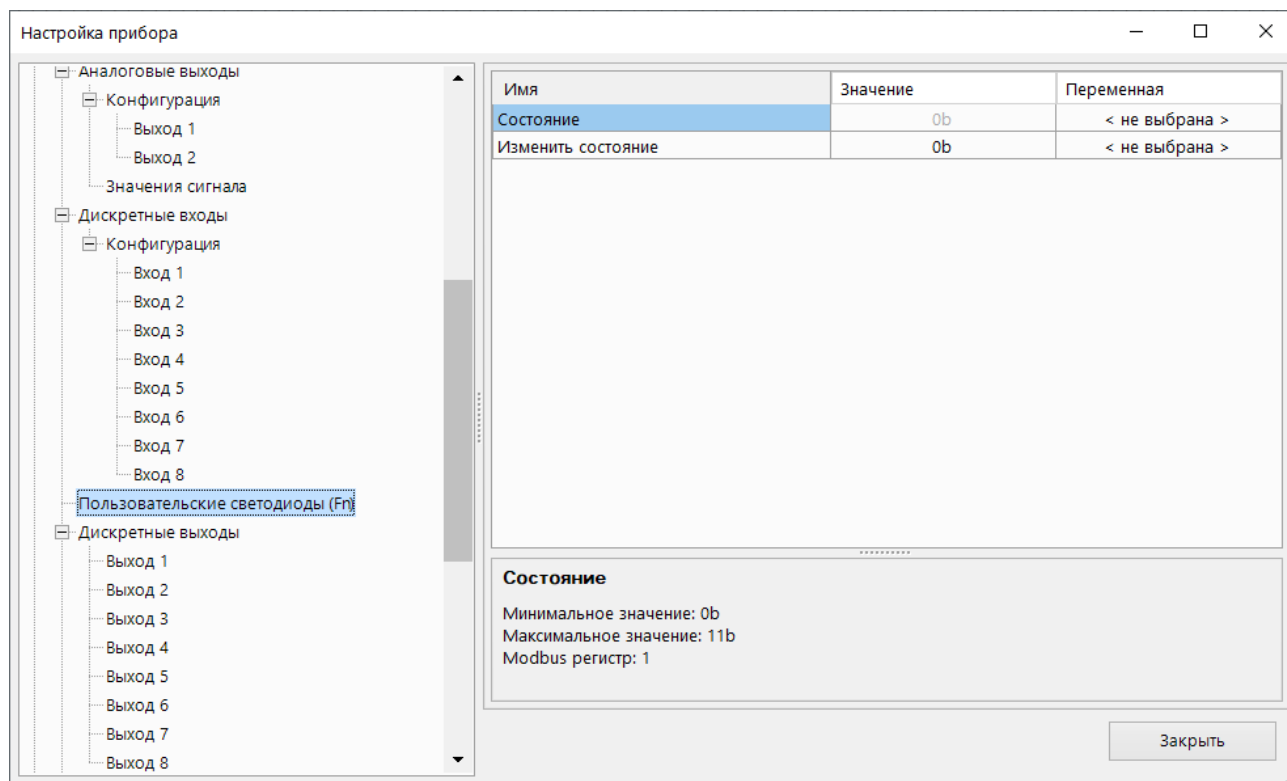 Настройка прибора
Аналоговые выходы
Конфигурация
Выход 1
Выход 2
Значения сигнала
Дискретные входы
Конфигурация
Вход 1
Вход 2
Вход 3
Вход 4
Вход 5
Вход 6
Вход 7
Вход 8
Пользовательские светодиоды (Fn)
Дискретные выходы
Выход 1
Выход 2
Выход 3
Выход 4
Выход 5
Выход 6
Выход 7
Выход 8
Имя Значение Переменная
Состояние 0b < не выбрана >
Изменить состояние 0b < не выбрана >
Состояние
Минимальное значение: 0b
Максимальное значение: 11b
Modbus регистр: 1
Закрыть